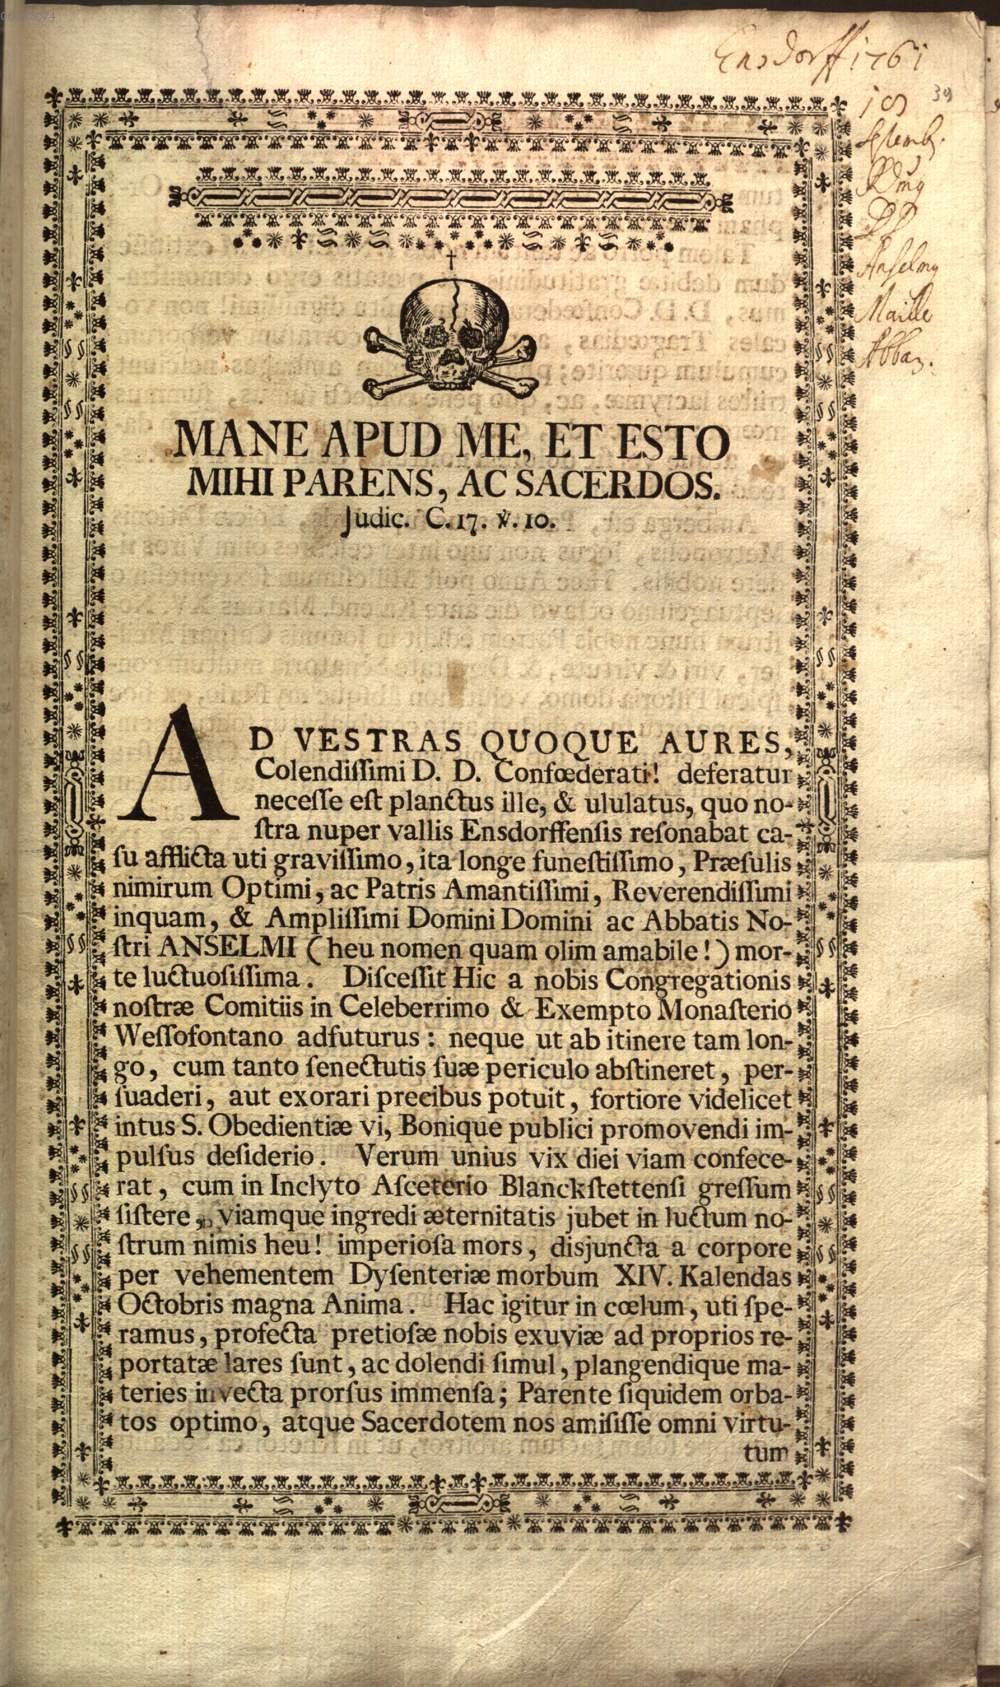 Ensdorff 1761
39
19
Septemb.
Rdmg
DD
Anselmg
Maille
Abbas.
MANE APUD ME, ET ESTO
MIHI PARENS, AC SACERDOS.
Judic. C. 17. ℣. 10.
AD VESTRAS QUOQUE AURES,
Colendiſſimi D. D. Confœderati! deferatur
neceſſe eſt planctus ille, & ululatus, quo no-
ſtra nuper vallis Ensdorffenſis reſonabat ca-
ſu afflicta uti graviſſimo, ita longe funeſtiſſimo, Præſulis
nimirum Optimi, ac Patris Amantiſſimi, Reverendiſſimi
inquam, & Ampliſſimi Domini Domini ac Abbatis No-
ſtri ANSELMI (heu nomen quam olim amabile!) mor-
te luctuoſiſſima. Diſceſſit Hic a nobis Congregationis
noſtræ Comitiis in Celeberrimo & Exempto Monaſterio
Weſſofontano adfuturus: neque ut ab itinere tam lon-
go, cum tanto ſenectutis ſuæ periculo abſtineret, per-
ſuaderi, aut exorari precibus potuit, fortiore videlicet
intus S. Obedientiæ vi, Bonique publici promovendi im-
pulſus deſiderio. Verum unius vix diei viam confece-
rat, cum in Inclyto Aſceterio Blanckſtettenſi greſſum
ſiſtere, viamque ingredi æternitatis jubet in luctum no-
ſtrum nimis heu! imperioſa mors, disjuncta a corpore
per vehementem Dyſenteriæ morbum XIV. Kalendas
Octobris magna Anima. Hac igitur in cœlum, uti ſpe-
ramus, profecta pretioſæ nobis exuviæ ad proprios re-
portatæ lares ſunt, ac dolendi ſimul, plangendique ma-
teries invecta prorſus immenſa; Parente ſiquidem orba-
tos optimo, atque Sacerdotem nos amiſiſſe omni virtu-
tum